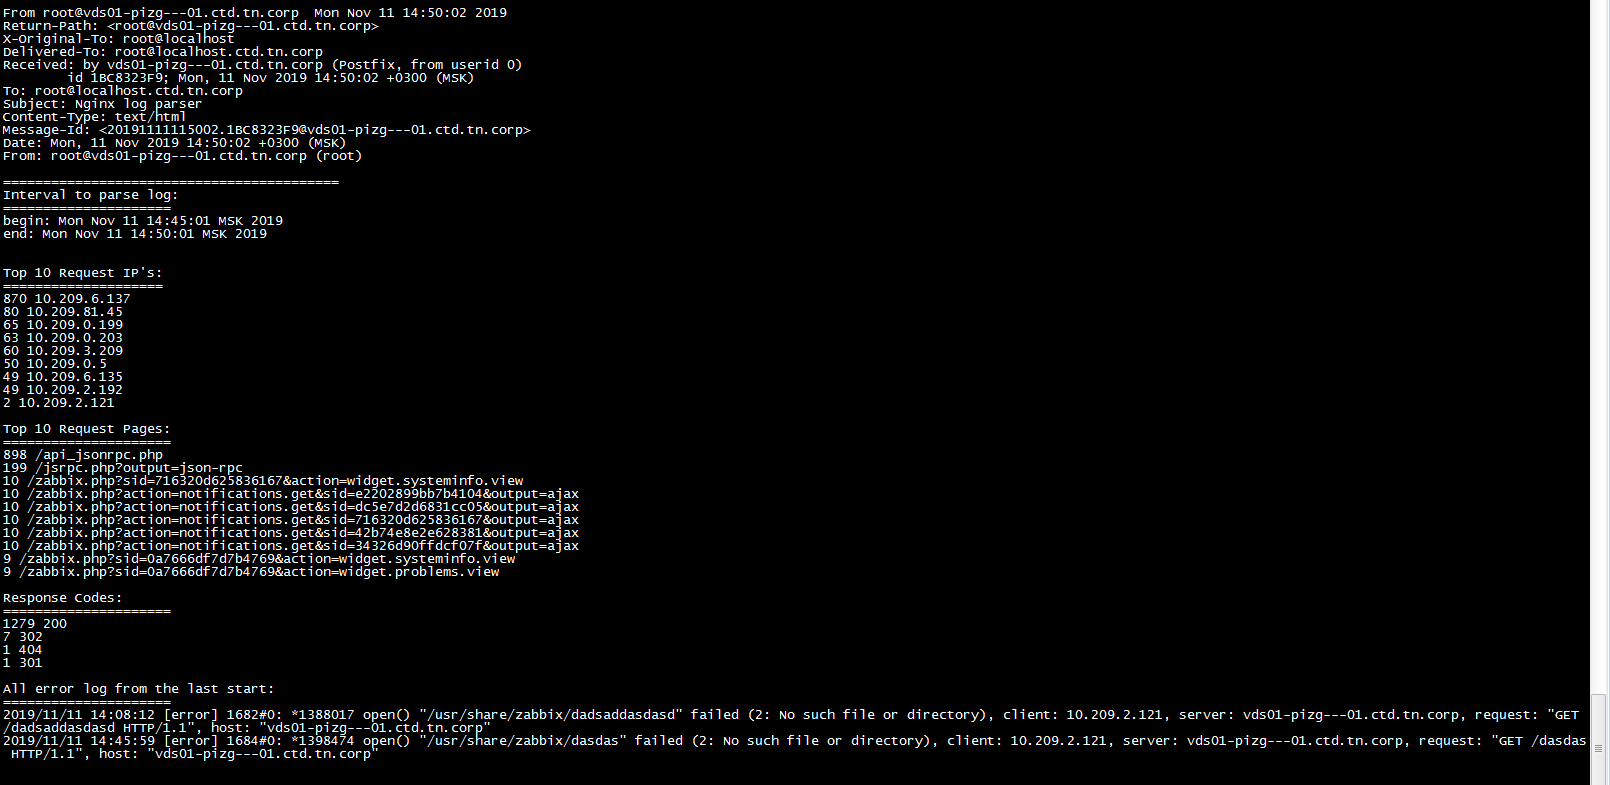 From root@vds01-pizg---01.ctd.tn.corp  Mon Nov 11 14:50:02 2019
Return-Path: <root@vds01-pizg---01.ctd.tn.corp>
X-Original-To: root@localhost
Delivered-To: root@localhost.ctd.tn.corp
Received: by vds01-pizg---01.ctd.tn.corp (Postfix, from userid 0)
        id 1BC8323F9; Mon, 11 Nov 2019 14:50:02 +0300 (MSK)
To: root@localhost.ctd.tn.corp
Subject: Nginx log parser
Content-Type: text/html
Message-Id: <20191111115002.1BC8323F9@vds01-pizg---01.ctd.tn.corp>
Date: Mon, 11 Nov 2019 14:50:02 +0300 (MSK)
From: root@vds01-pizg---01.ctd.tn.corp (root)

==========================================
Interval to parse log:
=====================
begin: Mon Nov 11 14:45:01 MSK 2019
end: Mon Nov 11 14:50:01 MSK 2019

Top 10 Request IP's:
====================
870 10.209.6.137
80 10.209.81.45
65 10.209.0.199
63 10.209.0.203
60 10.209.3.209
50 10.209.0.5
49 10.209.6.135
49 10.209.2.192
2 10.209.2.121

Top 10 Request Pages:
=====================
898 /api_jsonrpc.php
199 /jsrpc.php?output=json-rpc
10 /zabbix.php?sid=716320d625836167&action=widget.systeminfo.view
10 /zabbix.php?action=notifications.get&sid=e2202899bb7b4104&output=ajax
10 /zabbix.php?action=notifications.get&sid=dc5e7d2d6831cc05&output=ajax
10 /zabbix.php?action=notifications.get&sid=716320d625836167&output=ajax
10 /zabbix.php?action=notifications.get&sid=42b74e8e2e628381&output=ajax
10 /zabbix.php?action=notifications.get&sid=34326d90ffdcf07f&output=ajax
9 /zabbix.php?sid=0a7666df7d7b4769&action=widget.systeminfo.view
9 /zabbix.php?sid=0a7666df7d7b4769&action=widget.problems.view

Response Codes:
=====================
1279 200
7 302
1 404
1 301

All error log from the last start:
=====================
2019/11/11 14:08:12 [error] 1682#0: *1388017 open() "/usr/share/zabbix/dadsaddasdasd" failed (2: No such file or directory), client: 10.209.2.121, server: vds01-pizg---01.ctd.tn.corp, request: "GET
/dadsaddasdasd HTTP/1.1", host: "vds01-pizg---01.ctd.tn.corp"
2019/11/11 14:45:59 [error] 1684#0: *1398474 open() "/usr/share/zabbix/dasdas" failed (2: No such file or directory), client: 10.209.2.121, server: vds01-pizg---01.ctd.tn.corp, request: "GET /dasdas
 HTTP/1.1", host: "vds01-pizg---01.ctd.tn.corp"